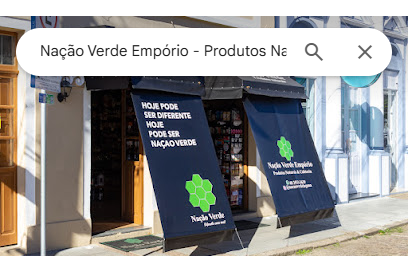 Nação Verde Empório - Produtos Na
HOJE PODE
SER DIFERENTE
HOJE
PODE SER
NAÇÃO VERDE
Nação Verde
Nação Verde Empório
Produtos Naturais & Cafeteria